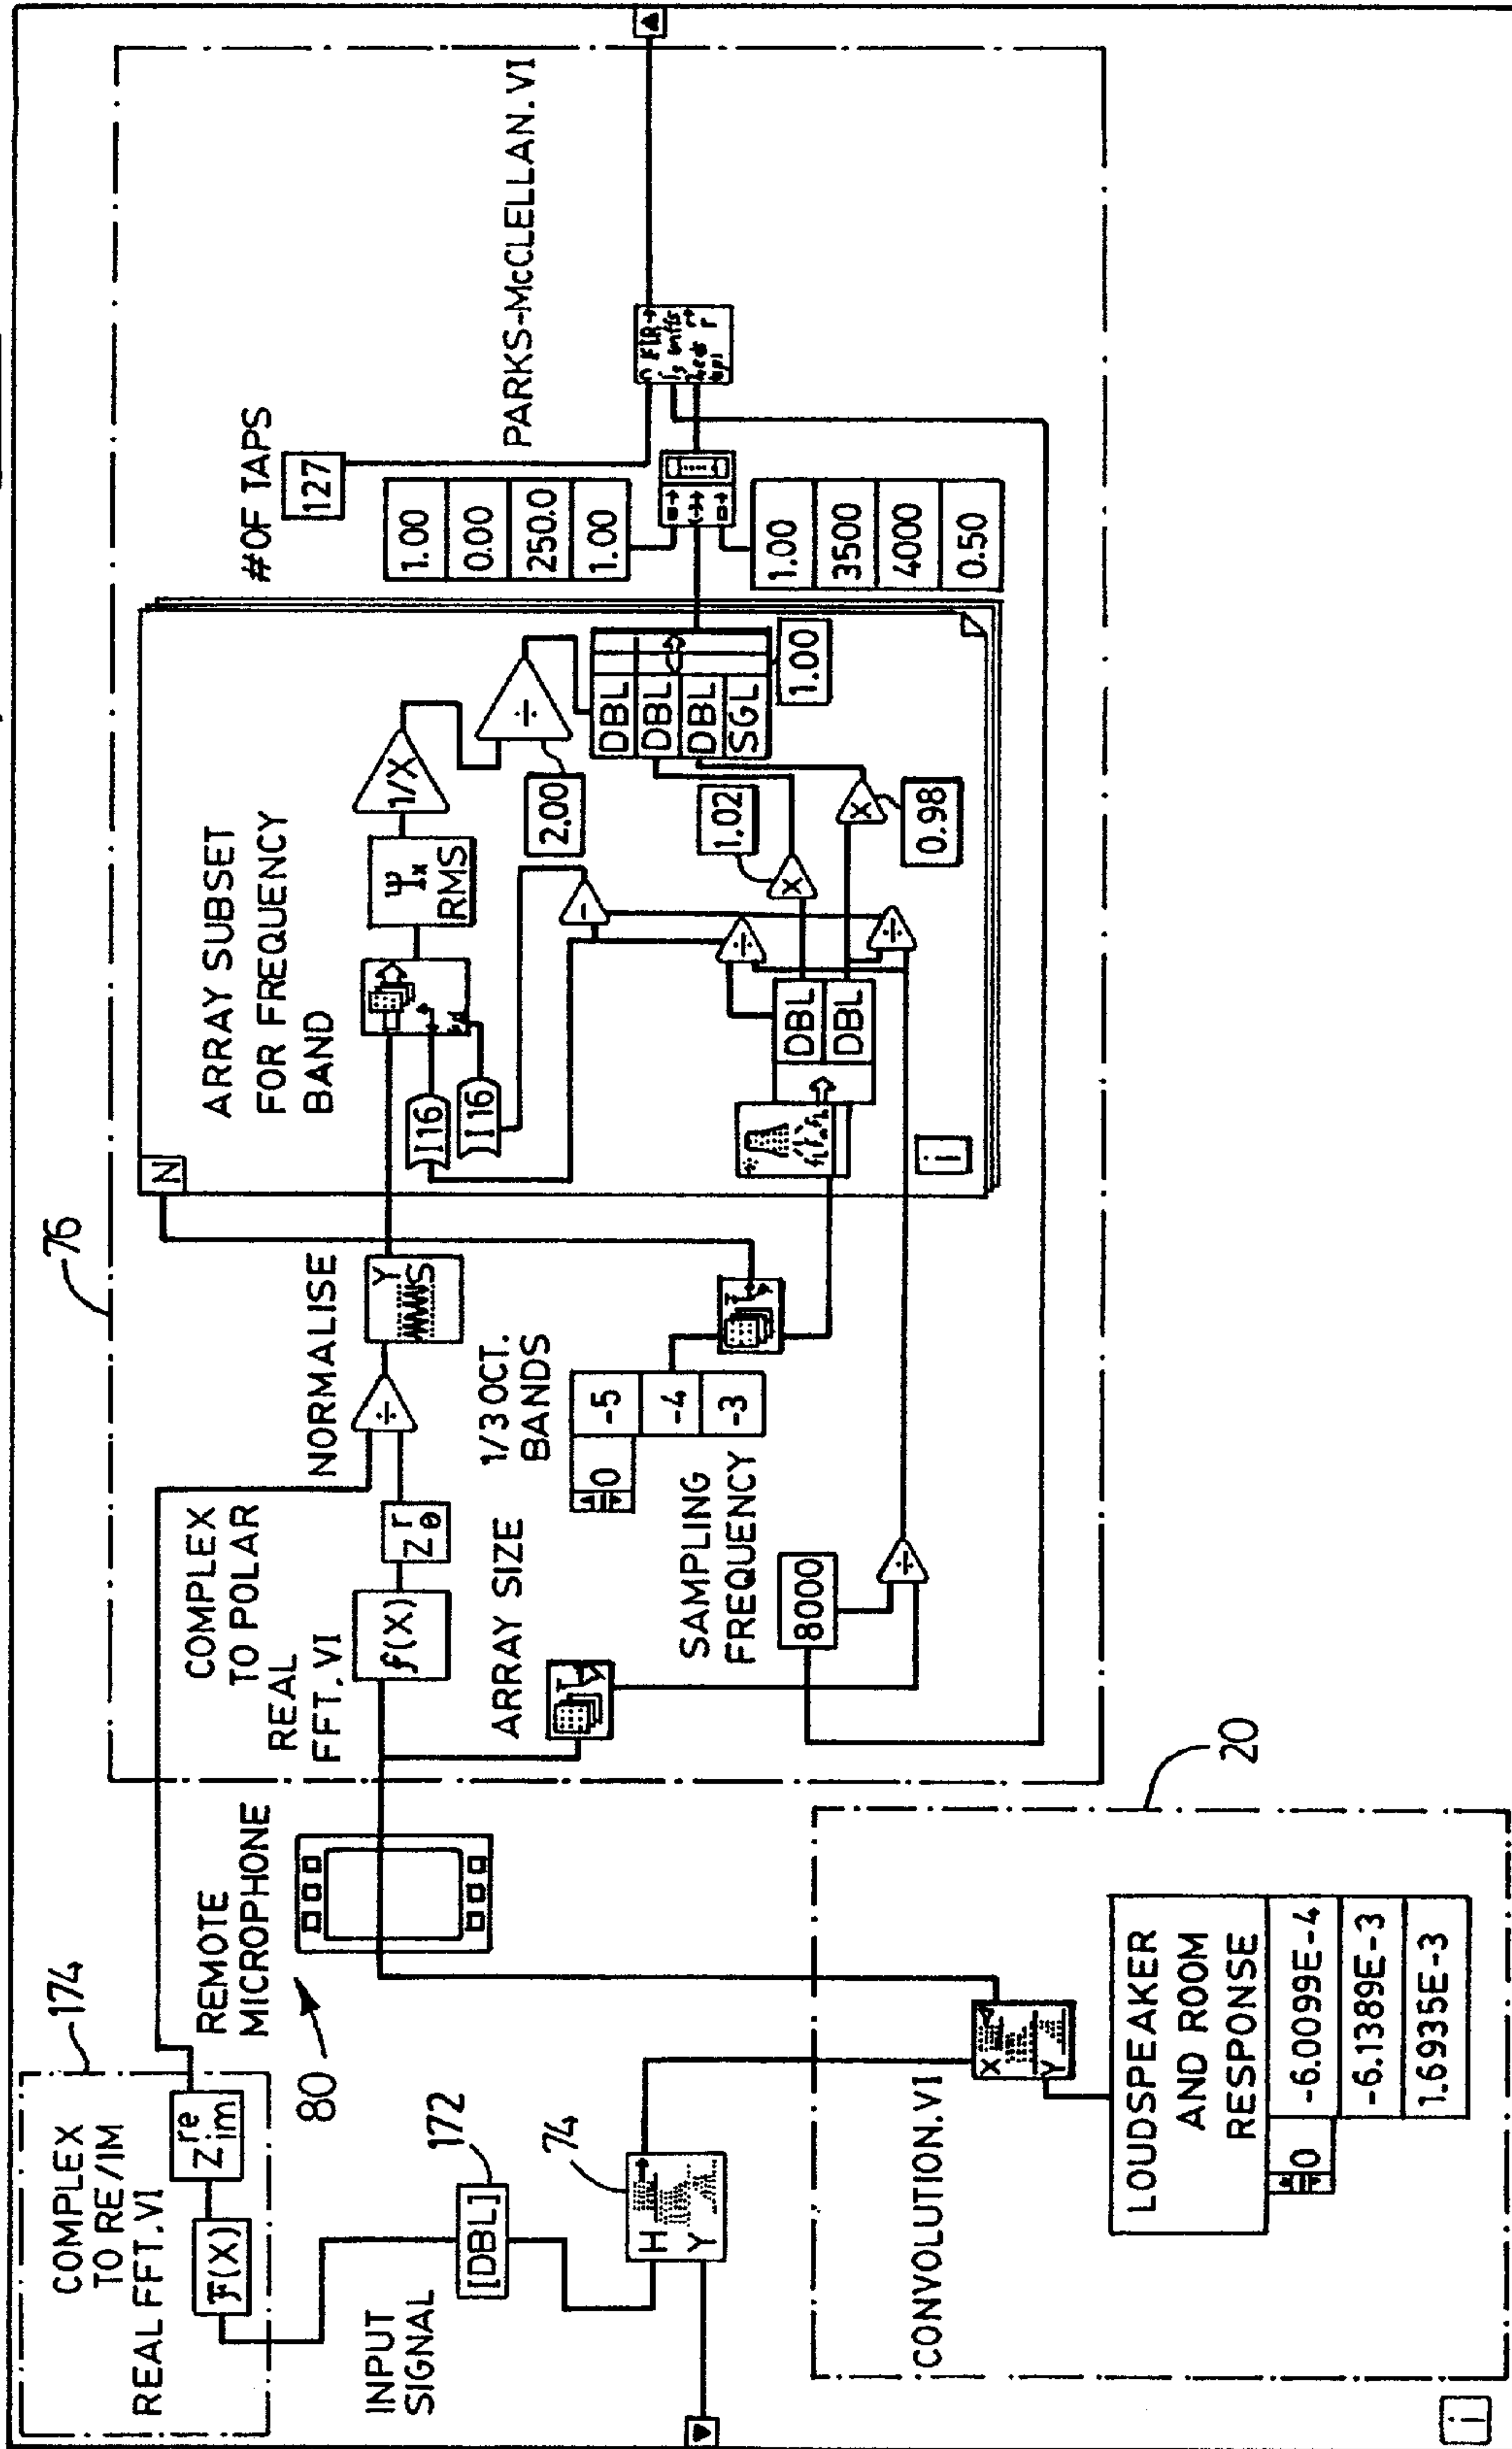 174
COMPLEX
TO RE/IM
REAL FFT.VI
F(X)
Z re im
REMOTE
MICROPHONE
80
INPUT
SIGNAL
[DBL]
172
74
H
Y
CONVOLUTION.VI
X
Y
LOUDSPEAKER
AND ROOM
RESPONSE
0
-6.0099E-4
-6.1389E-3
1.6935E-3
20
i
76
COMPLEX
TO POLAR
REAL
FFT.VI
f(X)
Z r θ
÷
NORMALISE
Y
S
ARRAY SIZE
1/3 OCT.
BANDS
0
-5
-4
-3
SAMPLING
FREQUENCY
8000
÷
N
ARRAY SUBSET
FOR FREQUENCY
BAND
I16
I16
Ψx
RMS
1/X
÷
2.00
-
÷
÷
DBL
DBL
X
1.02
X
0.98
DBL
DBL
DBL
SGL
1.00
i
#OF TAPS
127
1.00
0.00
250.0
1.00
1.00
3500
4000
0.50
PARKS-McCLELLAN.VI
FIR